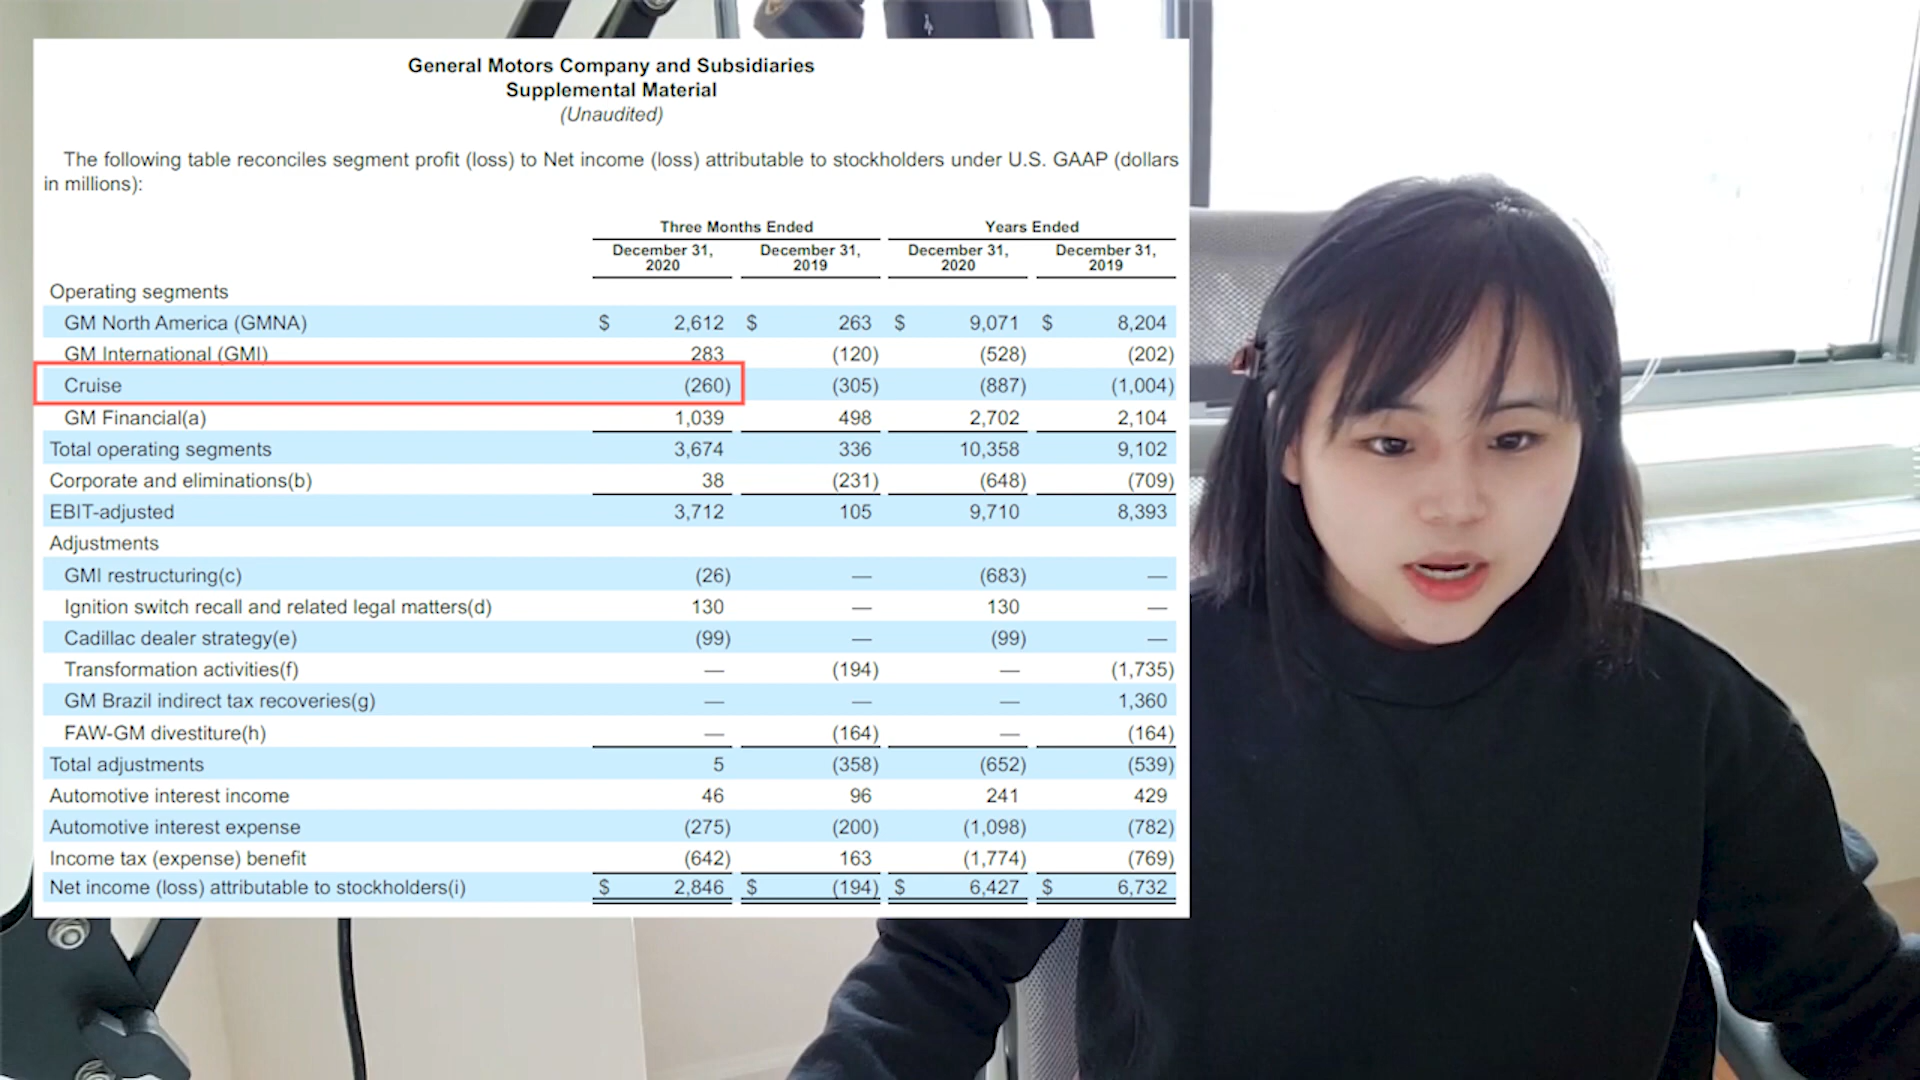 General Motors Company and Subsidiaries
Supplemental Material
(Unaudited)
The following table reconciles segment profit (loss) to Net income (loss) attributable to stockholders under U.S. GAAP (dollars
in millions):
Three Months Ended Years Ended
December 31, 2020 December 31, 2019 December 31, 2020 December 31, 2019
Operating segments
GM North America (GMNA) $ 2,612 $ 263 $ 9,071 $ 8,204
GM International (GMI) 283 (120) (528) (202)
Cruise (260) (305) (887) (1,004)
GM Financial(a) 1,039 498 2,702 2,104
Total operating segments 3,674 336 10,358 9,102
Corporate and eliminations(b) 38 (231) (648) (709)
EBIT-adjusted 3,712 105 9,710 8,393
Adjustments
GMI restructuring(c) (26) — (683) —
Ignition switch recall and related legal matters(d) 130 — 130 —
Cadillac dealer strategy(e) (99) — (99) —
Transformation activities(f) — (194) — (1,735)
GM Brazil indirect tax recoveries(g) — — — 1,360
FAW-GM divestiture(h) — (164) — (164)
Total adjustments 5 (358) (652) (539)
Automotive interest income 46 96 241 429
Automotive interest expense (275) (200) (1,098) (782)
Income tax (expense) benefit (642) 163 (1,774) (769)
Net income (loss) attributable to stockholders(i) $ 2,846 $ (194) $ 6,427 $ 6,732